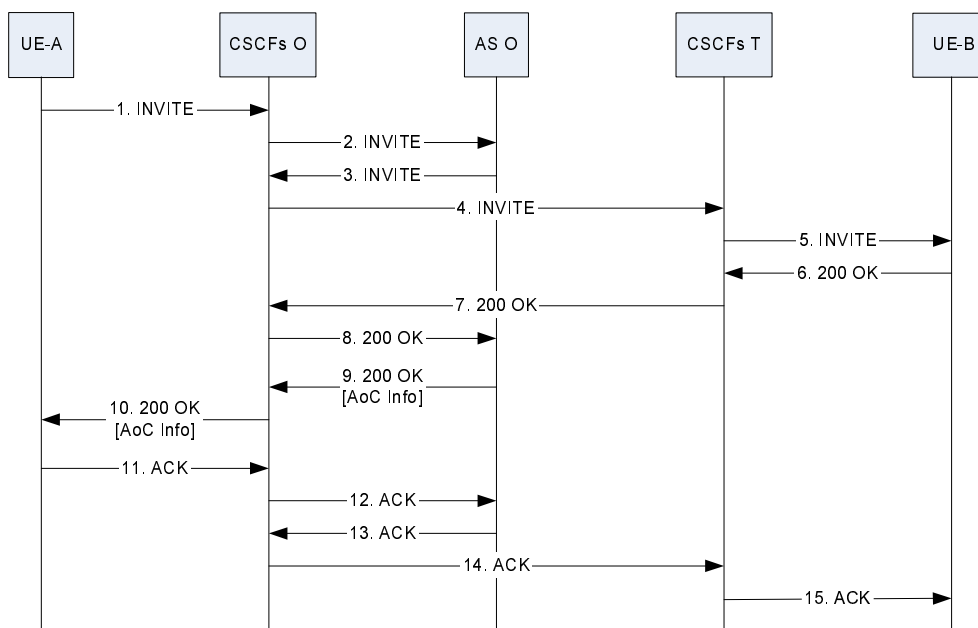 UE-A
CSCFs O
AS O
CSCFs T
UE-B
1. INVITE
2. INVITE
3. INVITE
4. INVITE
5. INVITE
6. 200 OK
7. 200 OK
8. 200 OK
9. 200 OK
[AoC Info]
10. 200 OK
[AoC Info]
11. ACK
12. ACK
13. ACK
14. ACK
15. ACK